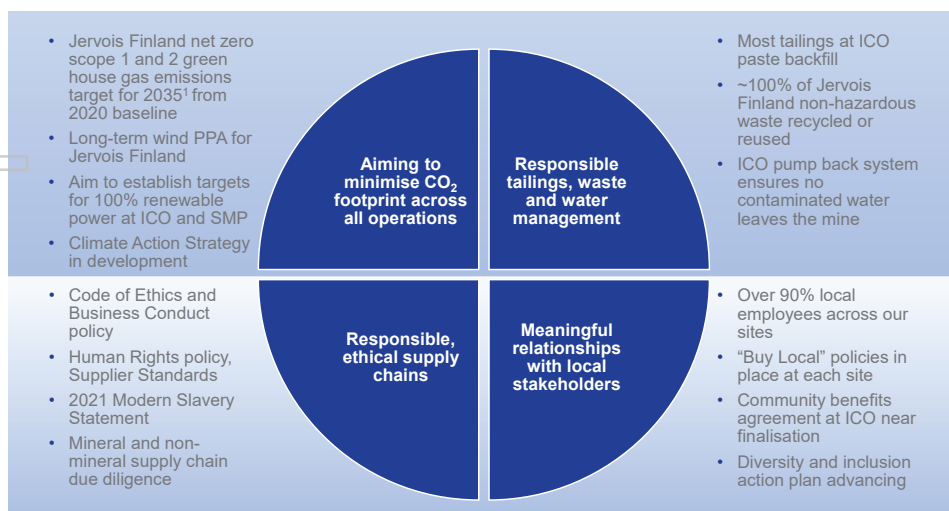 • Jervois Finland net zero
scope 1 and 2 green
house gas emissions
target for 2035¹ from
2020 baseline
• Long-term wind PPA for
Jervois Finland
• Aim to establish targets
for 100% renewable
power at ICO and SMP
• Climate Action Strategy
in development
Aiming to
minimise CO₂
footprint across
all operations
Responsible
tailings, waste
and water
management
• Most tailings at ICO
paste backfill
• ~100% of Jervois
Finland non-hazardous
waste recycled or
reused
• ICO pump back system
ensures no
contaminated water
leaves the mine
• Code of Ethics and
Business Conduct
policy
• Human Rights policy,
Supplier Standards
• 2021 Modern Slavery
Statement
• Mineral and non-
mineral supply chain
due diligence
Responsible,
ethical supply
chains
Meaningful
relationships
with local
stakeholders
• Over 90% local
employees across our
sites
• “Buy Local” policies in
place at each site
• Community benefits
agreement at ICO near
finalisation
• Diversity and inclusion
action plan advancing